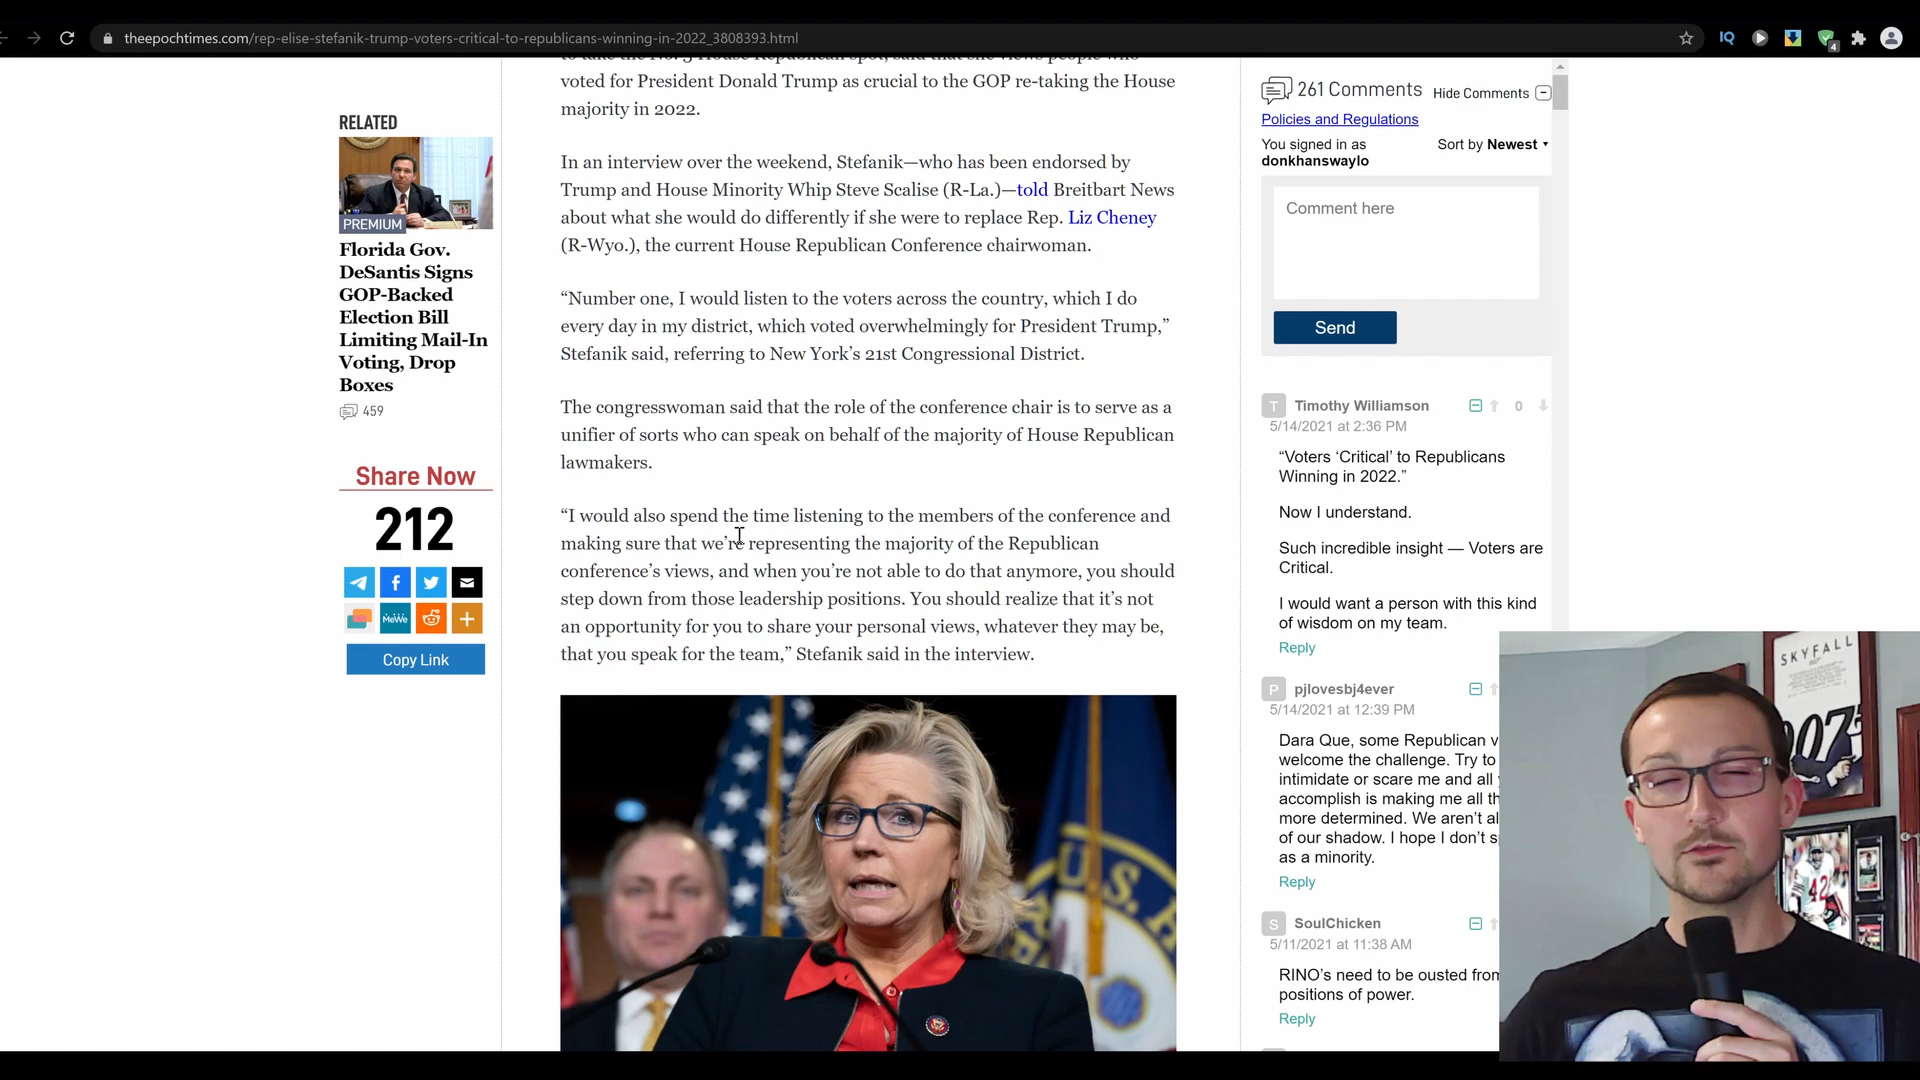 theepochtimes.com/rep-elise-stefanik-trump-voters-critical-to-republicans-winning-in-2022_3808393.html
IQ
4
voted for President Donald Trump as crucial to the GOP re-taking the House
majority in 2022.
In an interview over the weekend, Stefanik—who has been endorsed by
Trump and House Minority Whip Steve Scalise (R-La.)—told Breitbart News
about what she would do differently if she were to replace Rep. Liz Cheney
(R-Wyo.), the current House Republican Conference chairwoman.
“Number one, I would listen to the voters across the country, which I do
every day in my district, which voted overwhelmingly for President Trump,”
Stefanik said, referring to New York’s 21st Congressional District.
The congresswoman said that the role of the conference chair is to serve as a
unifier of sorts who can speak on behalf of the majority of House Republican
lawmakers.
“I would also spend the time listening to the members of the conference and
making sure that we’re representing the majority of the Republican
conference’s views, and when you’re not able to do that anymore, you should
step down from those leadership positions. You should realize that it’s not
an opportunity for you to share your personal views, whatever they may be,
that you speak for the team,” Stefanik said in the interview.
RELATED
PREMIUM
Florida Gov.
DeSantis Signs
GOP-Backed
Election Bill
Limiting Mail-In
Voting, Drop
Boxes
459
Share Now
212
MeWe
Copy Link
261 Comments
Hide Comments
Policies and Regulations
You signed in as
donkhanswaylo
Sort by Newest
Comment here
Send
T
Timothy Williamson
0
5/14/2021 at 2:36 PM
“Voters ‘Critical’ to Republicans
Winning in 2022.”
Now I understand.
Such incredible insight — Voters are
Critical.
I would want a person with this kind
of wisdom on my team.
Reply
P
pjlovesbj4ever
5/14/2021 at 12:39 PM
Dara Que, some Republican v
welcome the challenge. Try to
intimidate or scare me and all
accomplish is making me all th
more determined. We aren’t al
of our shadow. I hope I don’t s
as a minority.
Reply
S
SoulChicken
5/11/2021 at 11:38 AM
RINO’s need to be ousted from
positions of power.
Reply
SKYFALL
007
42